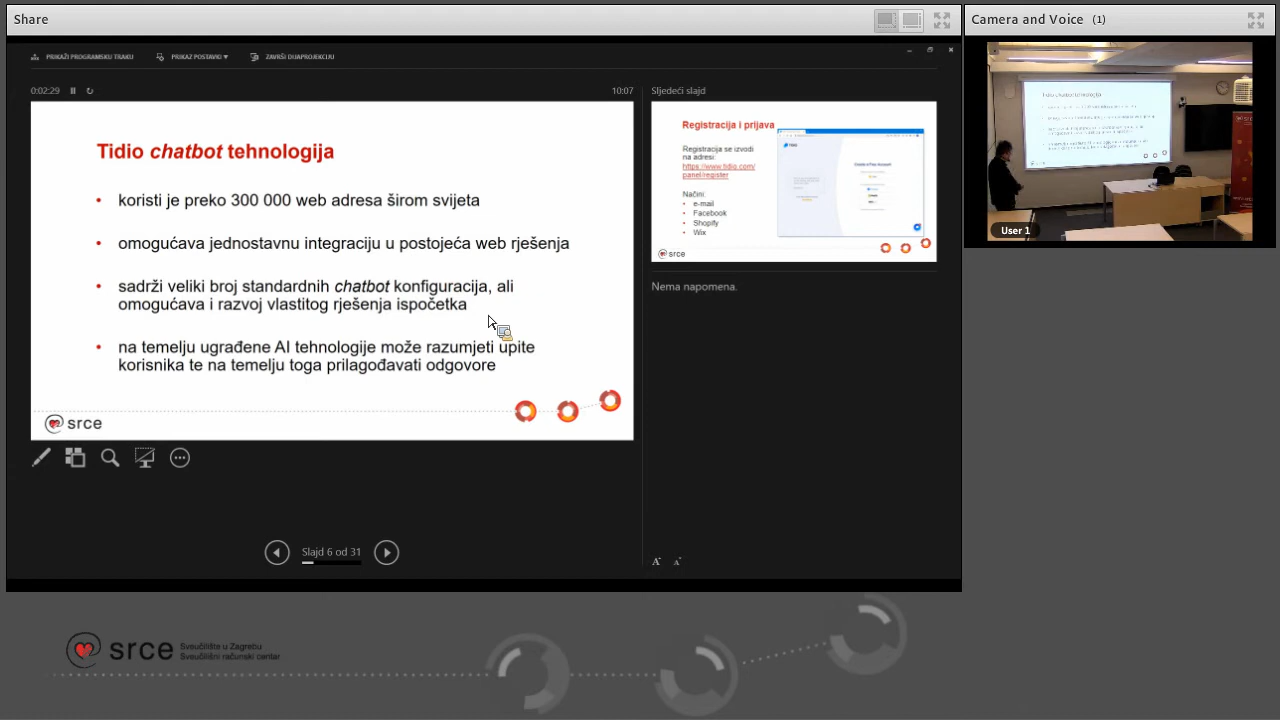 Share
PRIKAŽI PROGRAMSKU TRAKU
PRIKAZ POSTAVKI
ZAVRŠI DIJAPROJEKCIJU
0:02:29
10:07
Tidio chatbot tehnologija
• koristi je preko 300 000 web adresa širom svijeta
• omogućava jednostavnu integraciju u postojeća web rješenja
• sadrži veliki broj standardnih chatbot konfiguracija, ali
omogućava i razvoj vlastitog rješenja ispočetka
• na temelju ugrađene AI tehnologije može razumjeti upite
korisnika te na temelju toga prilagođavati odgovore
srce
Slajd 6 od 31
Sljedeći slajd
Registracija i prijava
Registracija se izvodi
na adresi:
https://www.tidio.com/
panel/register
Načini:
• e-mail
• Facebook
• Shopify
• Wix
srce
Nema napomena.
A A
Camera and Voice (1)
Tidio chatbot tehnologija
User 1
srce
Sveučilište u Zagrebu
Sveučilišni računski centar